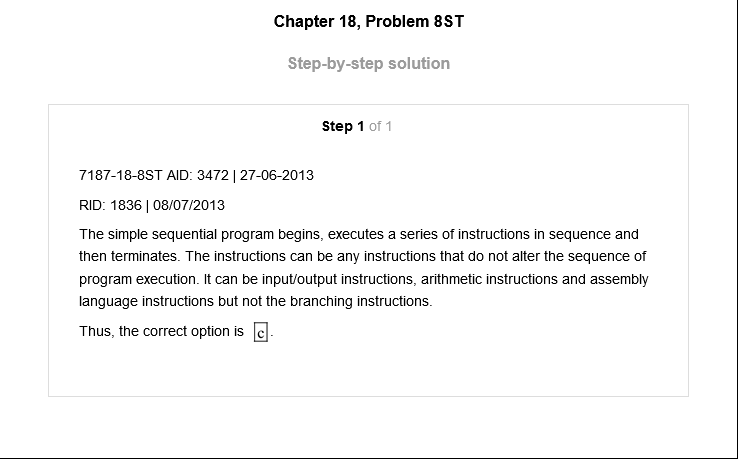 Chapter 18, Problem 8ST
Step-by-step solution
Step 1 of 1
7187-18-8ST AID: 3472 | 27-06-2013
RID: 1836 | 08/07/2013
The simple sequential program begins, executes a series of instructions in sequence and
then terminates. The instructions can be any instructions that do not alter the sequence of
program execution. It can be input/output instructions, arithmetic instructions and assembly
language instructions but not the branching instructions.
Thus, the correct option is c.